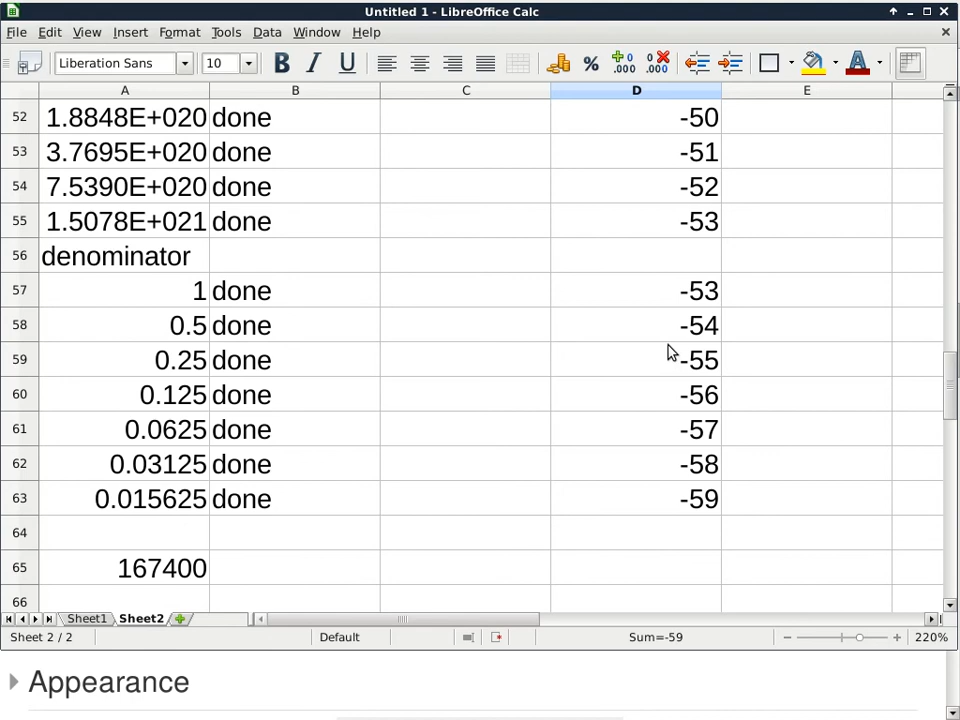 Untitled 1 - LibreOffice Calc
File Edit View Insert Format Tools Data Window Help
Liberation Sans 10
A B C D E
52 1.8848E+020 done -50
53 3.7695E+020 done -51
54 7.5390E+020 done -52
55 1.5078E+021 done -53
56 denominator
57 1 done -53
58 0.5 done -54
59 0.25 done -55
60 0.125 done -56
61 0.0625 done -57
62 0.03125 done -58
63 0.015625 done -59
64
65 167400
66
Sheet1 Sheet2
Sheet 2 / 2 Default Sum=-59 220%
Appearance